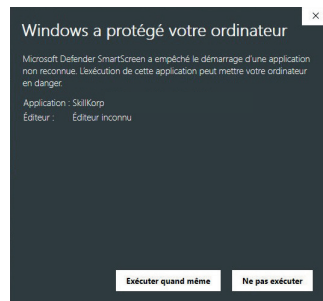 Windows a protégé votre ordinateur
Microsoft Defender SmartScreen a empêché le démarrage d'une application
non reconnue. L'exécution de cette application peut mettre votre ordinateur
en danger.
Application : SkillKorp
Éditeur : Éditeur inconnu
Exécuter quand même Ne pas exécuter